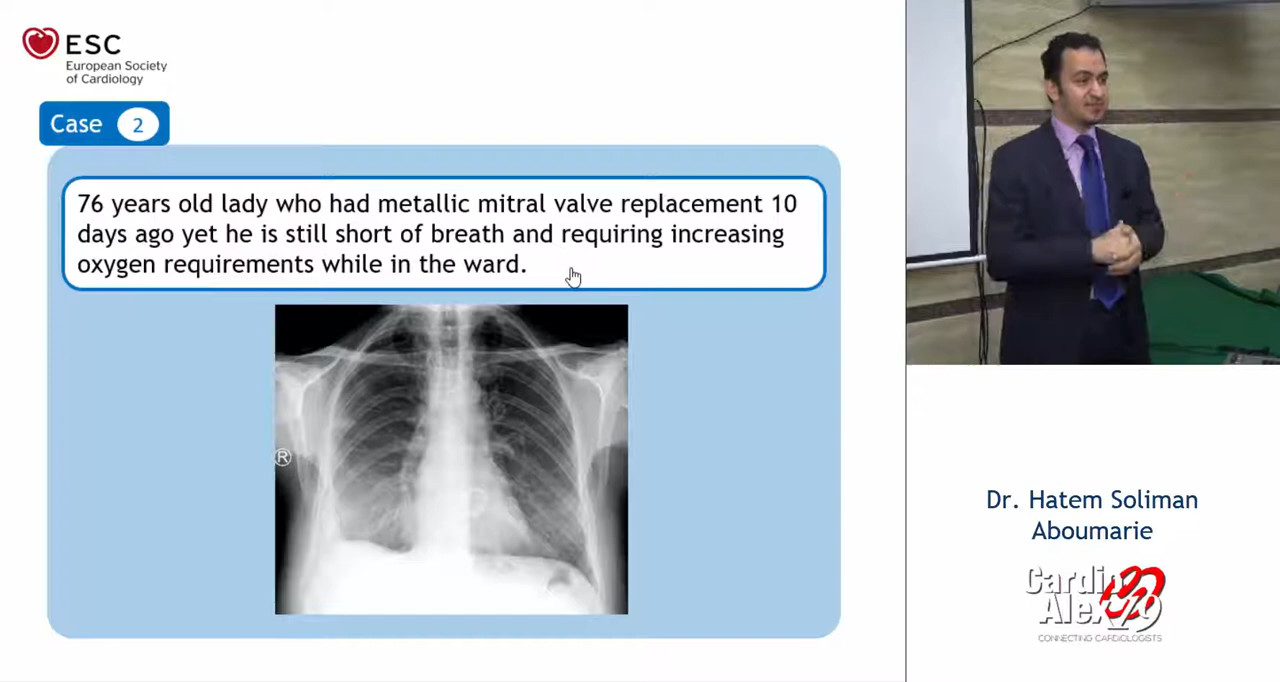 ESC
European Society
of Cardiology
Case 2
76 years old lady who had metallic mitral valve replacement 10
days ago yet he is still short of breath and requiring increasing
oxygen requirements while in the ward.
R
Dr. Hatem Soliman
Aboumarie
Cardio
Alex
CONNECTING CARDIOLOGISTS